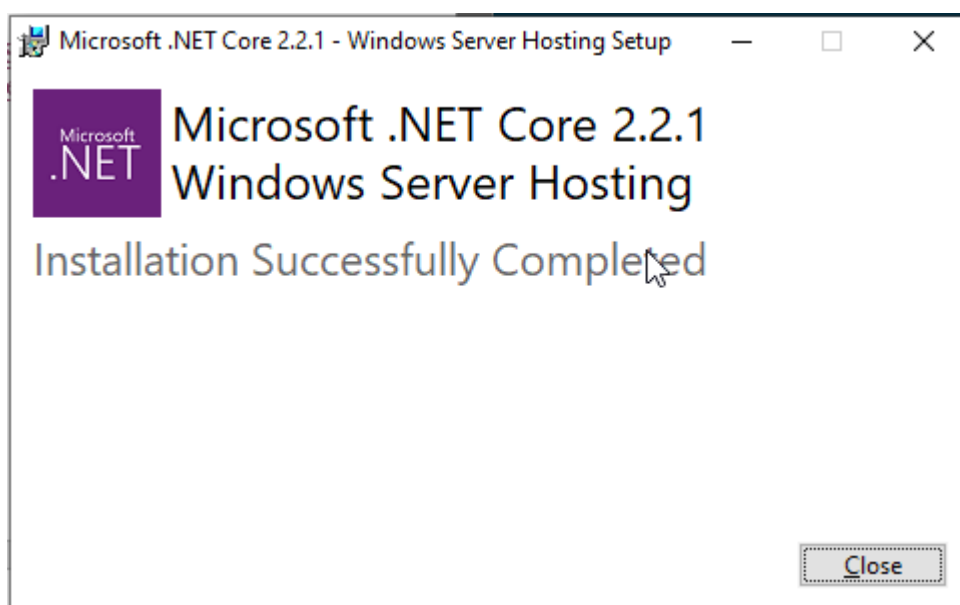 Microsoft .NET Core 2.2.1 - Windows Server Hosting Setup
Microsoft
.NET
Microsoft .NET Core 2.2.1
Windows Server Hosting
Installation Successfully Completed
Close